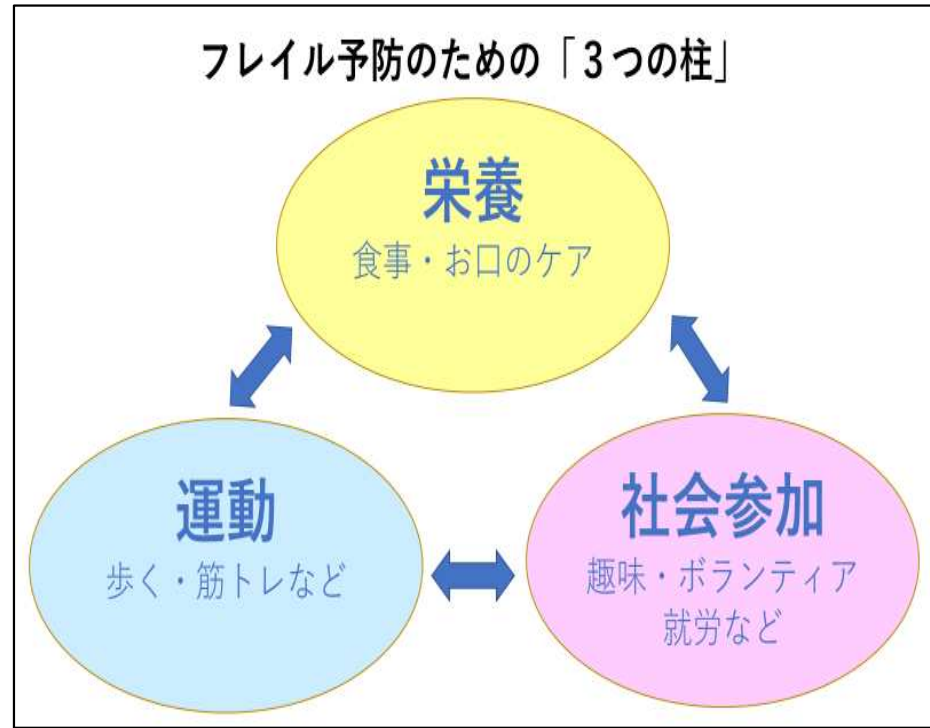 フレイル予防のための「３つの柱」
栄養
食事・お口のケア
運動
歩く・筋トレなど
社会参加
趣味・ボランティア
就労など